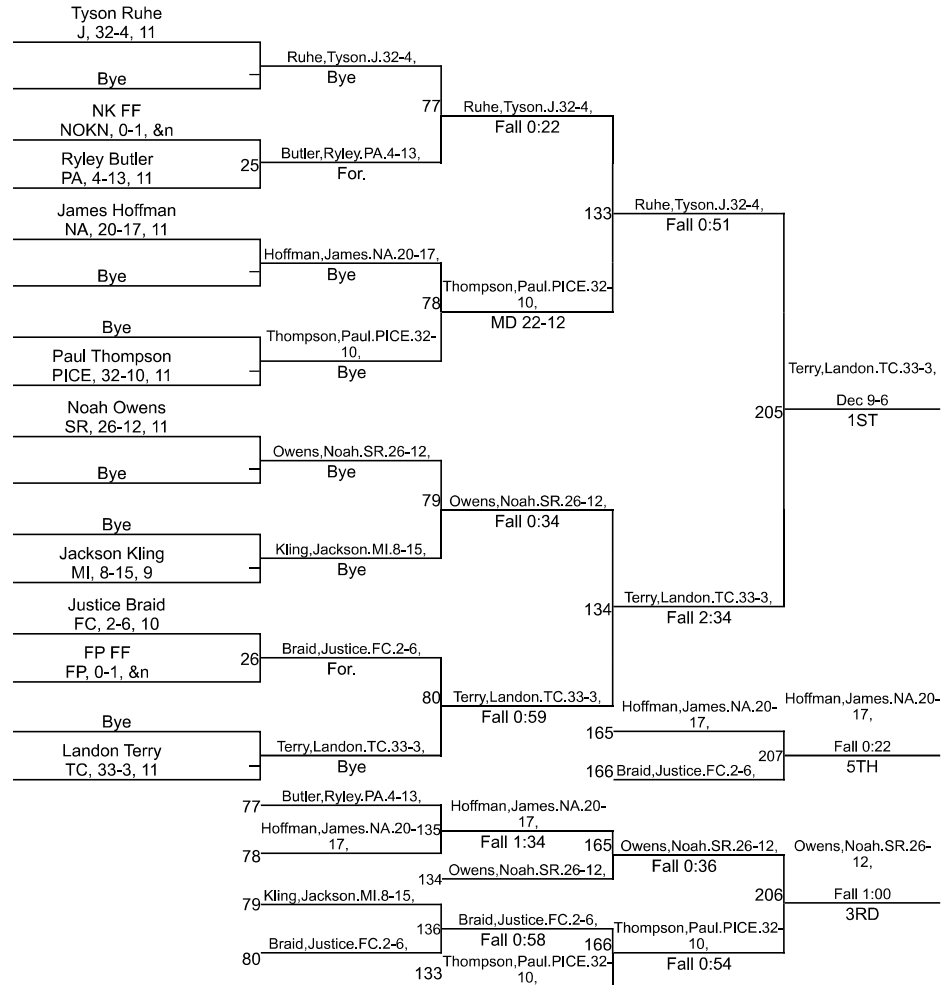 Tyson Ruhe
J, 32-4, 11
Ruhe,Tyson.J.32-4,
Bye
Bye
77
Ruhe,Tyson.J.32-4,
Fall 0:22
NK FF
NOKN, 0-1, &n
Ryley Butler
PA, 4-13, 11
25
Butler,Ryley.PA.4-13,
For.
133
Ruhe,Tyson.J.32-4,
Fall 0:51
James Hoffman
NA, 20-17, 11
Hoffman,James.NA.20-17,
Bye
Bye
78
Thompson,Paul.PICE.32-
10,
MD 22-12
Bye
Paul Thompson
PICE, 32-10, 11
Thompson,Paul.PICE.32-
10,
Bye
205
Terry,Landon.TC.33-3,
Dec 9-6
1ST
Noah Owens
SR, 26-12, 11
Owens,Noah.SR.26-12,
Bye
Bye
79
Owens,Noah.SR.26-12,
Fall 0:34
Bye
Jackson Kling
MI, 8-15, 9
Kling,Jackson.MI.8-15,
Bye
134
Terry,Landon.TC.33-3,
Fall 2:34
Justice Braid
FC, 2-6, 10
FP FF
FP, 0-1, &n
26
Braid,Justice.FC.2-6,
For.
80
Terry,Landon.TC.33-3,
Fall 0:59
Bye
Landon Terry
TC, 33-3, 11
Terry,Landon.TC.33-3,
Bye
165
Hoffman,James.NA.20-
17,
166
Braid,Justice.FC.2-6,
207
Hoffman,James.NA.20-
17,
Fall 0:22
5TH
77
Butler,Ryley.PA.4-13,
78
Hoffman,James.NA.20-
17,
135
Hoffman,James.NA.20-
17,
Fall 1:34
134
Owens,Noah.SR.26-12,
165
Owens,Noah.SR.26-12,
Fall 0:36
79
Kling,Jackson.MI.8-15,
80
Braid,Justice.FC.2-6,
136
Braid,Justice.FC.2-6,
Fall 0:58
133
Thompson,Paul.PICE.32-
10,
166
Thompson,Paul.PICE.32-
10,
Fall 0:54
206
Owens,Noah.SR.26-
12,
Fall 1:00
3RD